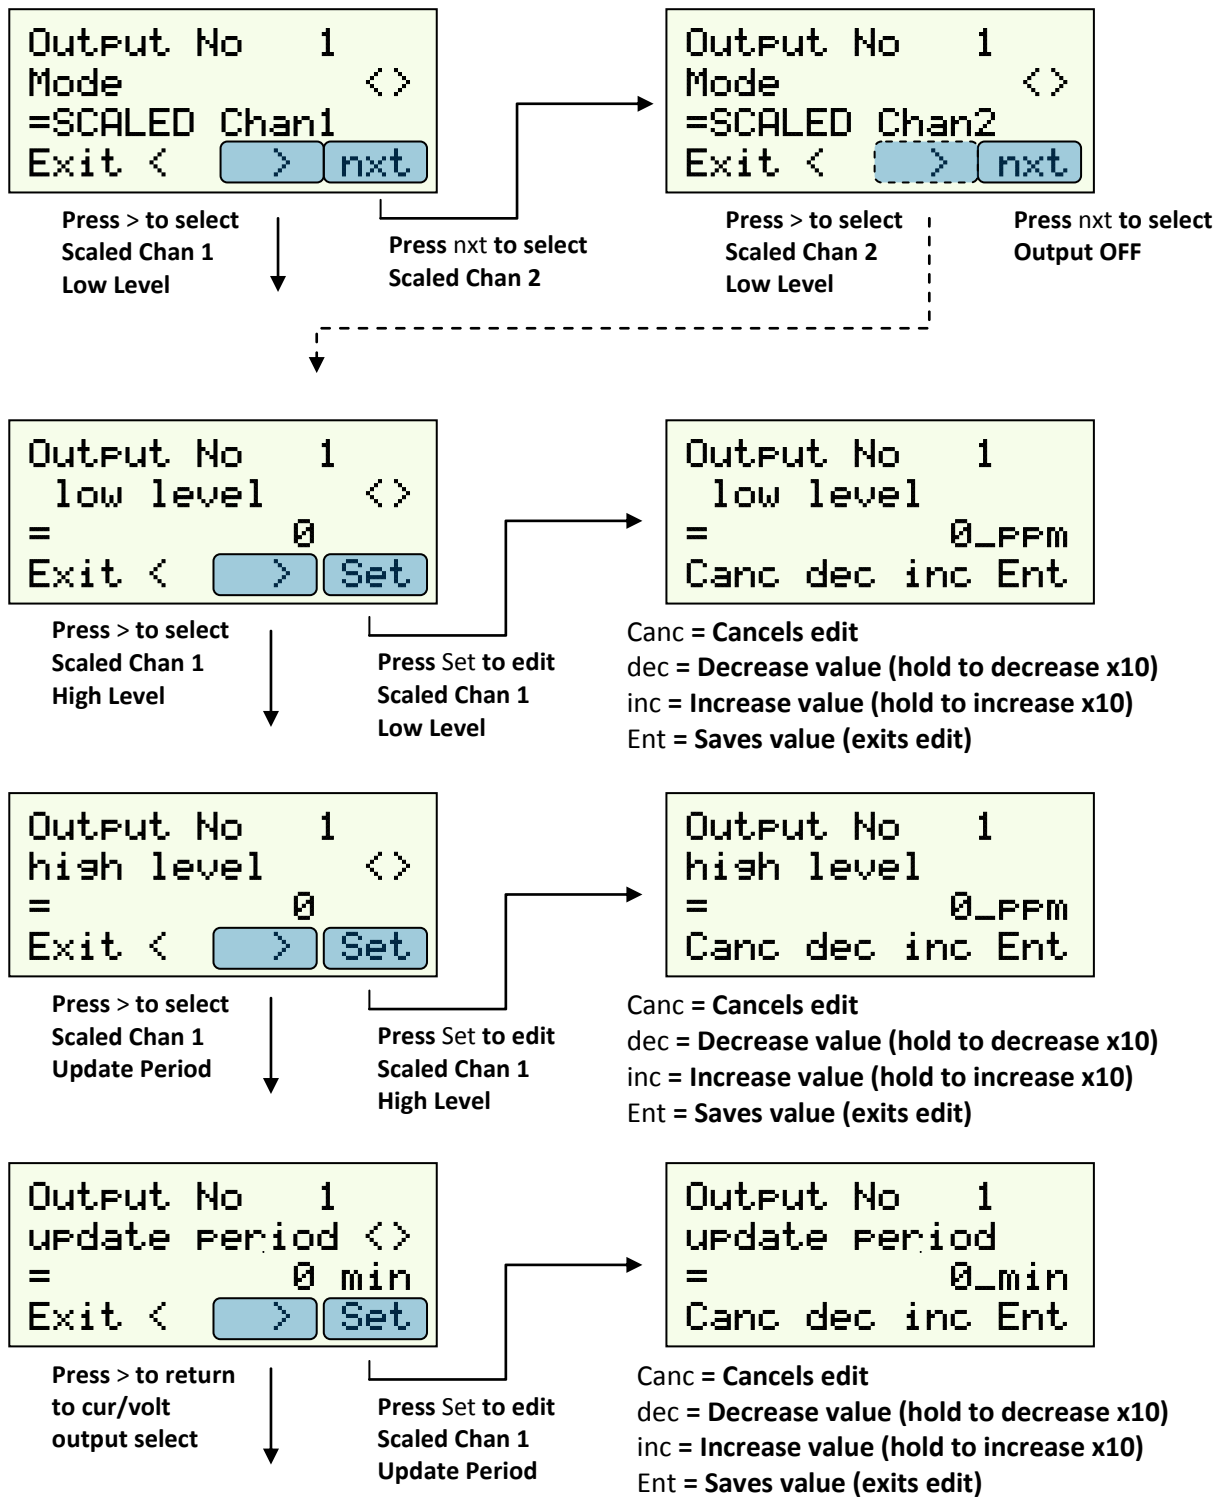 Output No 1
Mode <>
=SCALED Chan1
Exit < > nxt
Output No 1
Mode <>
=SCALED Chan2
Exit < > nxt
Press > to select
Scaled Chan 1
Low Level
Press nxt to select
Scaled Chan 2
Press > to select
Scaled Chan 2
Low Level
Press nxt to select
Output OFF
Output No 1
low level <>
= 0
Exit < > Set
Output No 1
low level
= 0_ppm
Canc dec inc Ent
Press > to select
Scaled Chan 1
High Level
Press Set to edit
Scaled Chan 1
Low Level
Canc = Cancels edit
dec = Decrease value (hold to decrease x10)
inc = Increase value (hold to increase x10)
Ent = Saves value (exits edit)
Output No 1
high level <>
= 0
Exit < > Set
Output No 1
high level
= 0_ppm
Canc dec inc Ent
Press > to select
Scaled Chan 1
Update Period
Press Set to edit
Scaled Chan 1
High Level
Canc = Cancels edit
dec = Decrease value (hold to decrease x10)
inc = Increase value (hold to increase x10)
Ent = Saves value (exits edit)
Output No 1
update period <>
= 0 min
Exit < > Set
Output No 1
update period
= 0_min
Canc dec inc Ent
Press > to return
to cur/volt
output select
Press Set to edit
Scaled Chan 1
Update Period
Canc = Cancels edit
dec = Decrease value (hold to decrease x10)
inc = Increase value (hold to increase x10)
Ent = Saves value (exits edit)